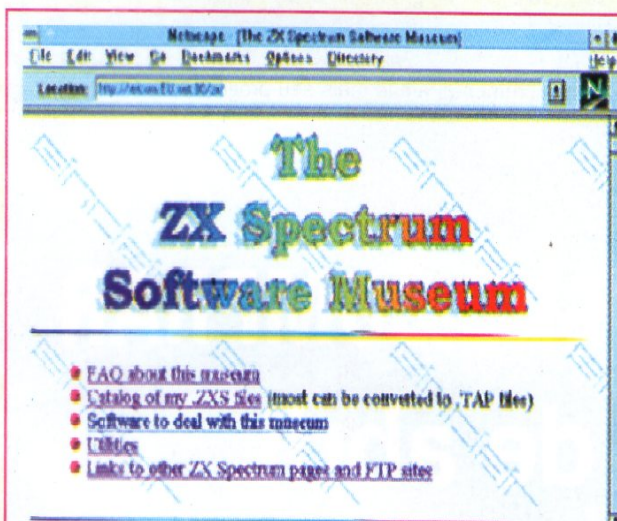 Netscape - [The ZX Spectrum Software Museum]
File Edit View Go Bookmarks Options Directory
Help
Location: http://
The
ZX Spectrum
Software Museum
FAQ about this museum
Catalog of my .ZXS files (most can be converted to .TAP files)
Software to deal with this museum
Utilities
Links to other ZX Spectrum pages and FTP sites